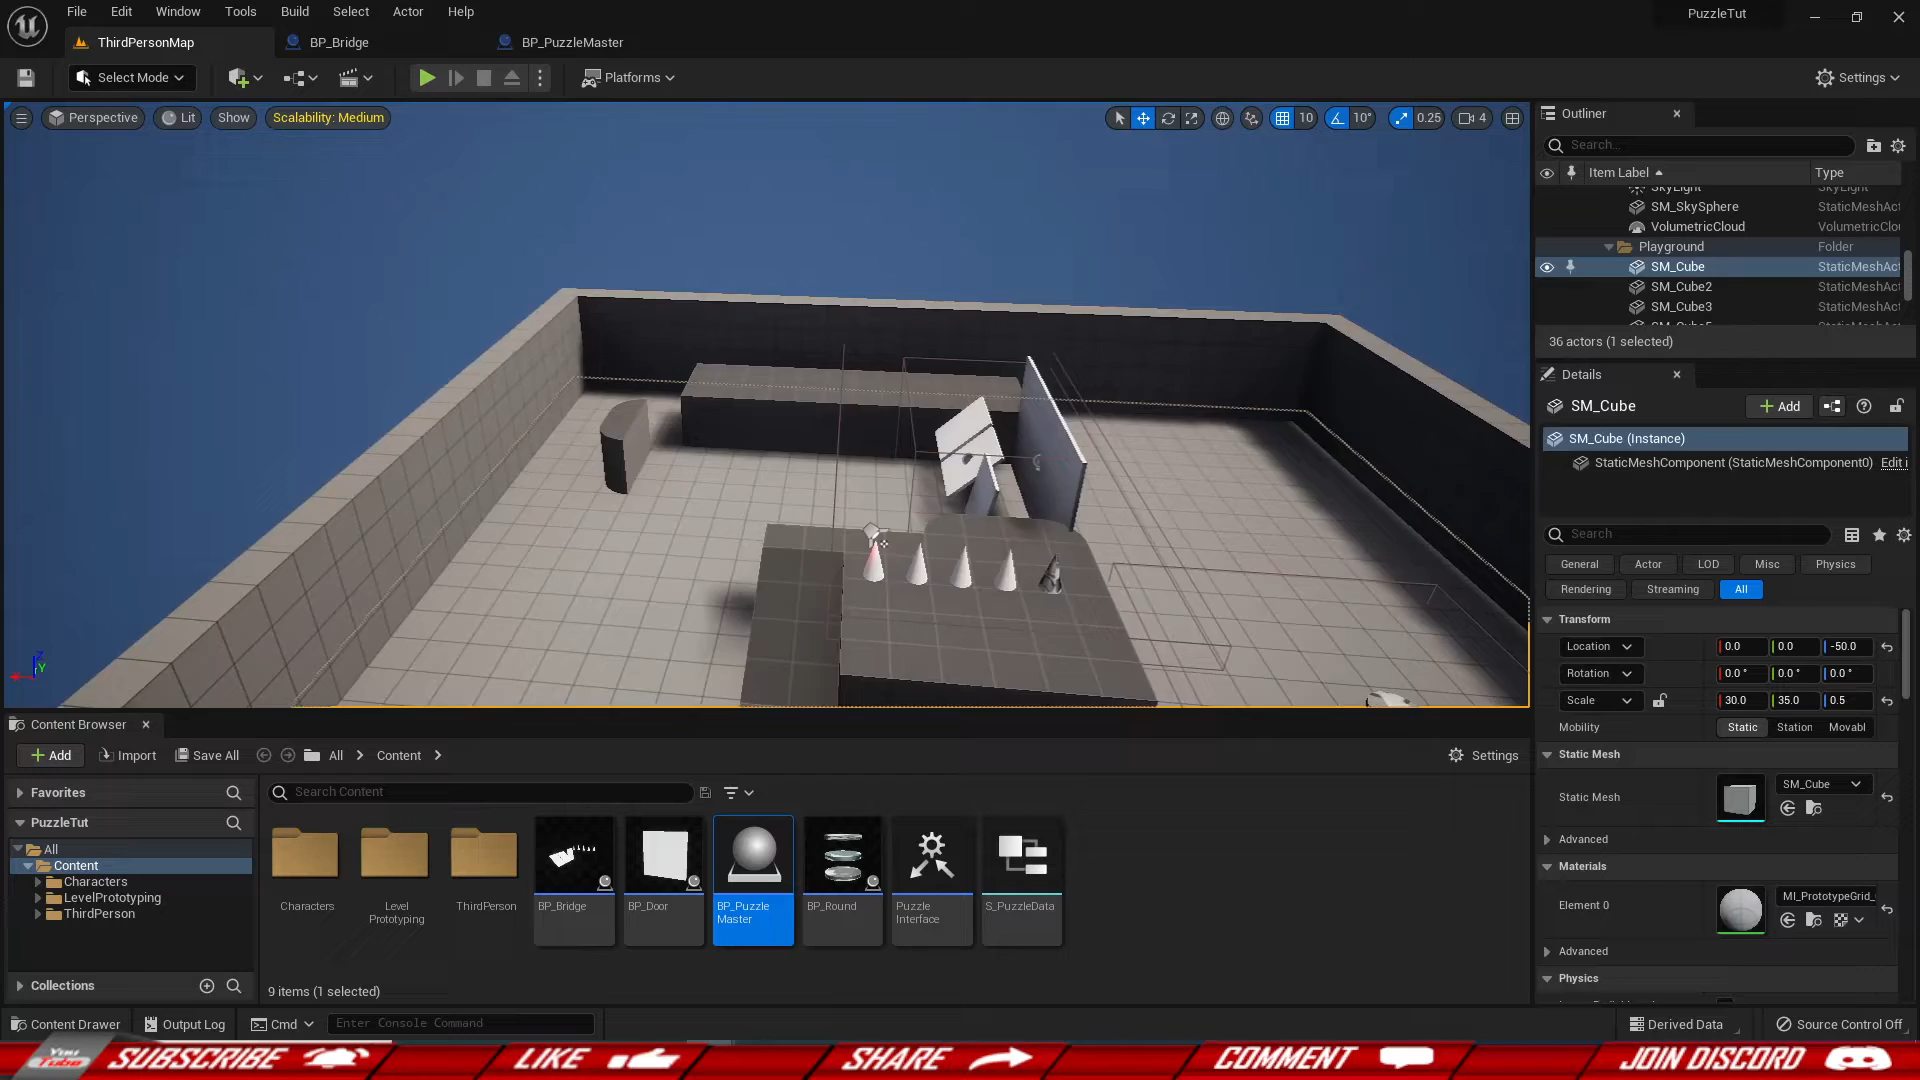 File Edit Window Tools Build Select Actor Help
PuzzleTut
ThirdPersonMap BP_Bridge BP_PuzzleMaster
Select Mode Platforms Settings
Perspective Lit Show Scalability: Medium 10 10° 0.25 4
Outliner
Search...
Item Label Type
SkyLight SkyLight
SM_SkySphere StaticMeshAct
VolumetricCloud VolumetricClou
Playground Folder
SM_Cube StaticMeshAct
SM_Cube2 StaticMeshAct
SM_Cube3 StaticMeshAct
36 actors (1 selected)
Details
SM_Cube Add
SM_Cube (Instance)
StaticMeshComponent (StaticMeshComponent0) Edit i
Search
General Actor LOD Misc Physics
Rendering Streaming All
Transform
Location 0.0 0.0 -50.0
Rotation 0.0 ° 0.0 ° 0.0 °
Scale 30.0 35.0 0.5
Mobility Static Station Movabl
Static Mesh
Static Mesh SM_Cube
Advanced
Materials
Element 0 MI_PrototypeGrid_
Advanced
Physics
Z
Y
Content Browser
Add Import Save All All Content Settings
Favorites
Search Content
PuzzleTut
All
Content
Characters
LevelPrototyping
ThirdPerson
Collections
Characters
Level Prototyping
ThirdPerson
BP_Bridge
BP_Door
BP_Puzzle Master
BP_Round
Puzzle Interface
S_PuzzleData
9 items (1 selected)
Content Drawer Output Log Cmd Enter Console Command Derived Data Source Control Off
You Tube SUBSCRIBE LIKE SHARE COMMENT JOIN DISCORD